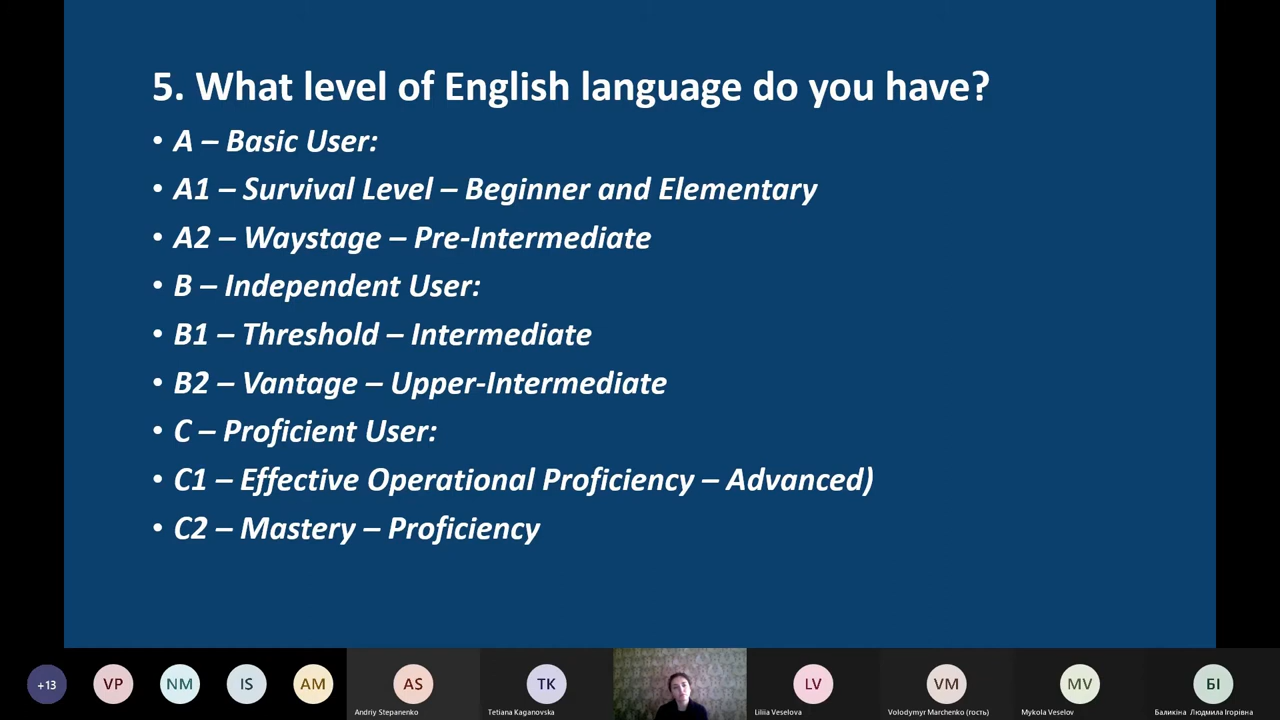 5. What level of English language do you have?
• A – Basic User:
• A1 – Survival Level – Beginner and Elementary
• A2 – Waystage – Pre-Intermediate
• B – Independent User:
• B1 – Threshold – Intermediate
• B2 – Vantage – Upper-Intermediate
• C – Proficient User:
• C1 – Effective Operational Proficiency – Advanced)
• C2 – Mastery – Proficiency
+13
VP
NM
IS
AM
AS
Andriy Stepanenko
TK
Tetiana Kaganovska
LV
Liliia Veselova
VM
Volodymyr Marchenko (гость)
MV
Mykola Veselov
БІ
Баликіна Людмила Ігорівна